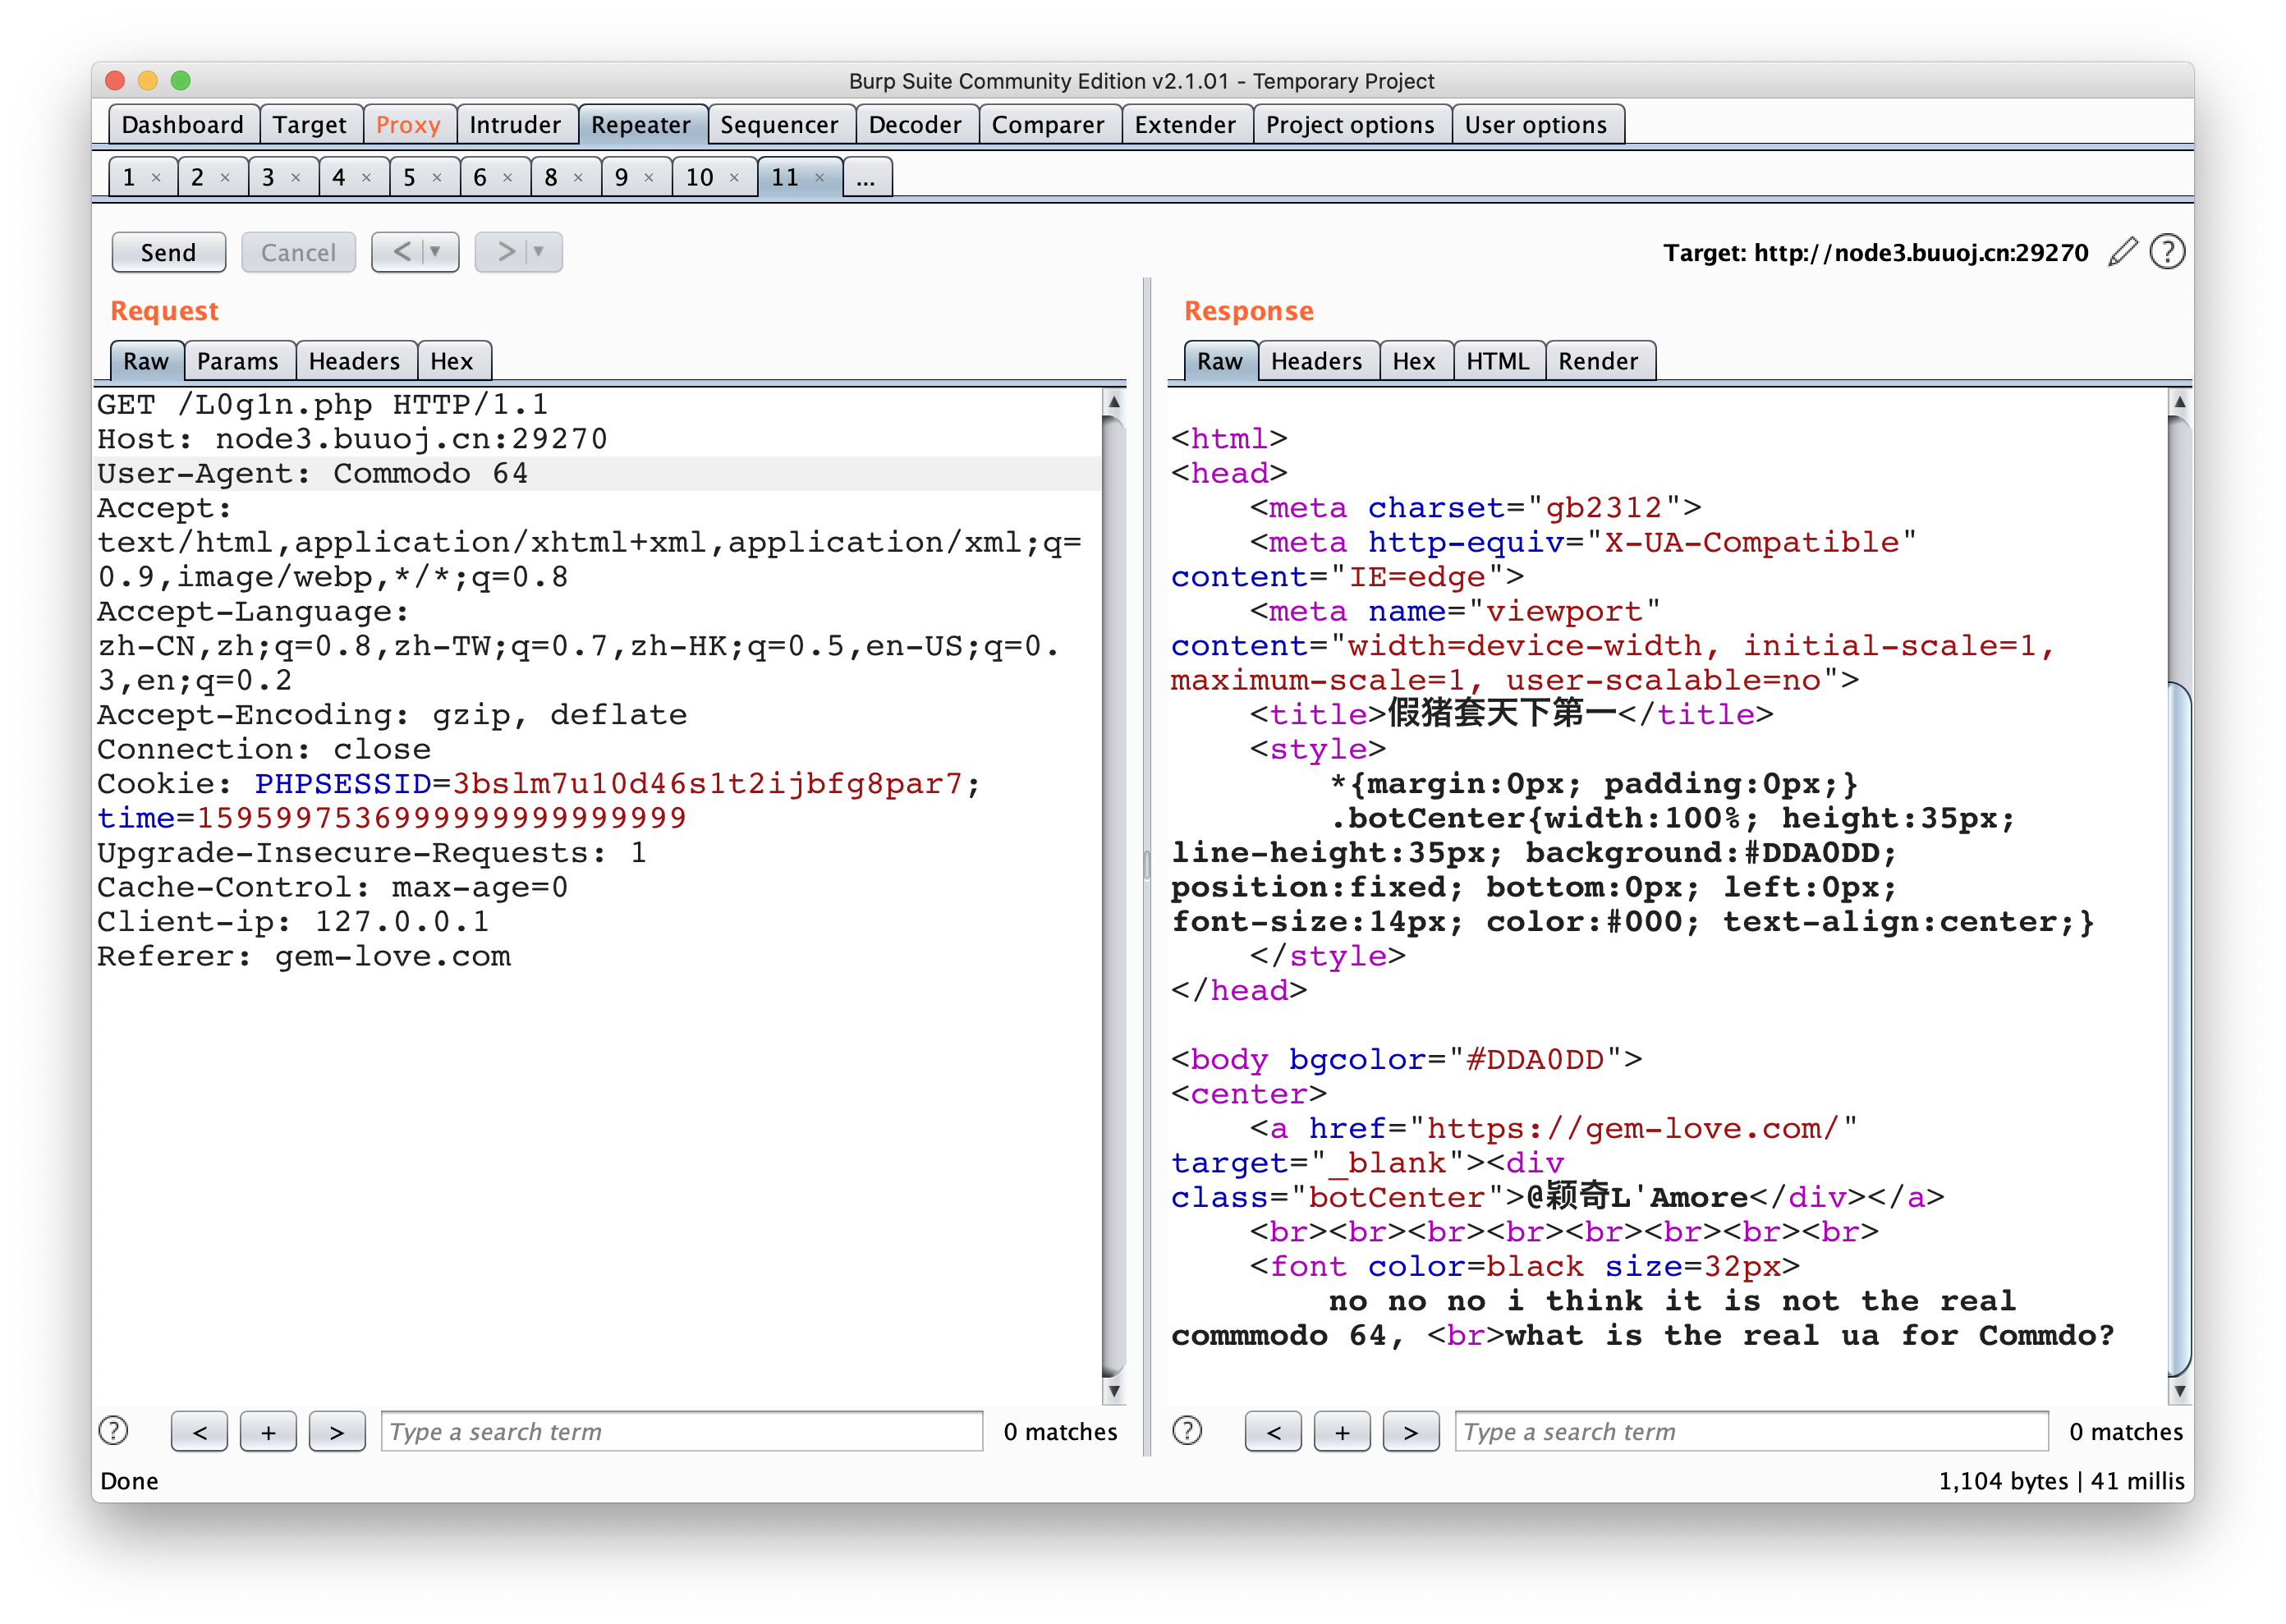 Burp Suite Community Edition v2.1.01 - Temporary Project
Dashboard Target Proxy Intruder Repeater Sequencer Decoder Comparer Extender Project options User options
1 × 2 × 3 × 4 × 5 × 6 × 8 × 9 × 10 × 11 × ...
Send Cancel < > Target: http://node3.buuoj.cn:29270 ?
Request
Raw Params Headers Hex
GET /L0g1n.php HTTP/1.1
Host: node3.buuoj.cn:29270
User-Agent: Commodo 64
Accept:
text/html,application/xhtml+xml,application/xml;q=
0.9,image/webp,*/*;q=0.8
Accept-Language:
zh-CN,zh;q=0.8,zh-TW;q=0.7,zh-HK;q=0.5,en-US;q=0.
3,en;q=0.2
Accept-Encoding: gzip, deflate
Connection: close
Cookie: PHPSESSID=3bslm7u10d46s1t2ijbfg8par7;
time=1595997536999999999999999
Upgrade-Insecure-Requests: 1
Cache-Control: max-age=0
Client-ip: 127.0.0.1
Referer: gem-love.com
? < + > Type a search term 0 matches
Response
Raw Headers Hex HTML Render
<html>
<head>
<meta charset="gb2312">
<meta http-equiv="X-UA-Compatible"
content="IE=edge">
<meta name="viewport"
content="width=device-width, initial-scale=1,
maximum-scale=1, user-scalable=no">
<title>假猪套天下第一</title>
<style>
*{margin:0px; padding:0px;}
.botCenter{width:100%; height:35px;
line-height:35px; background:#DDA0DD;
position:fixed; bottom:0px; left:0px;
font-size:14px; color:#000; text-align:center;}
</style>
</head>
<body bgcolor="#DDA0DD">
<center>
<a href="https://gem-love.com/"
target="_blank"><div
class="botCenter">@颖奇L'Amore</div></a>
<br><br><br><br><br><br><br><br>
<font color=black size=32px>
no no no i think it is not the real
commmodo 64, <br>what is the real ua for Commdo?
? < + > Type a search term 0 matches
Done
1,104 bytes | 41 millis